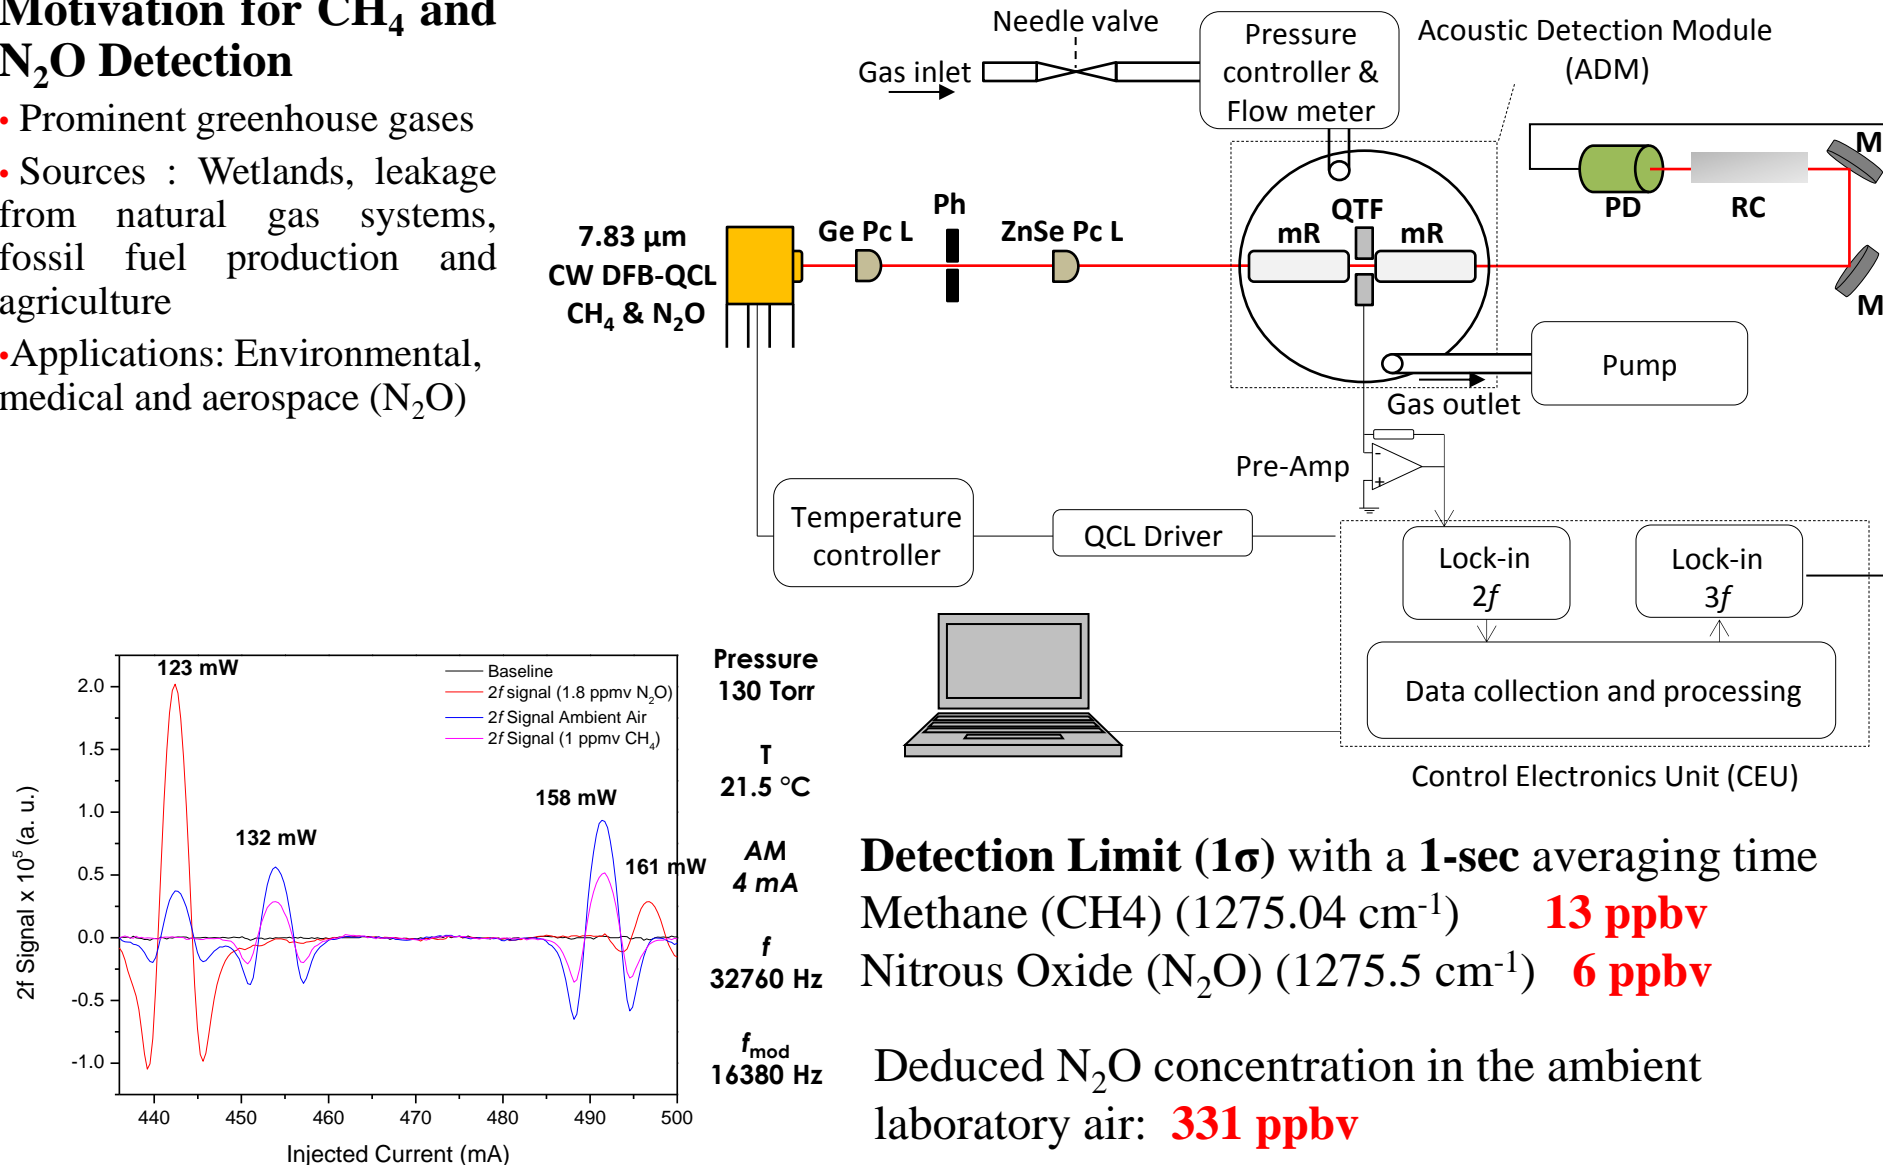 Motivation for CH₄ and
N₂O Detection
• Prominent greenhouse gases
• Sources : Wetlands, leakage
from natural gas systems,
fossil fuel production and
agriculture
•Applications: Environmental,
medical and aerospace (N₂O)
Needle valve
Gas inlet
Pressure
controller &
Flow meter
Acoustic Detection Module
(ADM)
M
PD
RC
M
7.83 µm
CW DFB-QCL
CH₄ & N₂O
Ge Pc L
Ph
ZnSe Pc L
mR
QTF
mR
Pump
Gas outlet
Pre-Amp
-
+
Temperature
controller
QCL Driver
Lock-in
2f
Lock-in
3f
Data collection and processing
Control Electronics Unit (CEU)
2f Signal x 10⁵ (a. u.)
2.0
1.5
1.0
0.5
0.0
-0.5
-1.0
123 mW
132 mW
158 mW
161 mW
Baseline
2f signal (1.8 ppmv N₂O)
2f Signal Ambient Air
2f Signal (1 ppmv CH₄)
440 450 460 470 480 490 500
Injected Current (mA)
Pressure
130 Torr
T
21.5 °C
AM
4 mA
f
32760 Hz
f mod
16380 Hz
Detection Limit (1σ) with a 1-sec averaging time
Methane (CH4) (1275.04 cm⁻¹) 13 ppbv
Nitrous Oxide (N₂O) (1275.5 cm⁻¹) 6 ppbv
Deduced N₂O concentration in the ambient
laboratory air: 331 ppbv